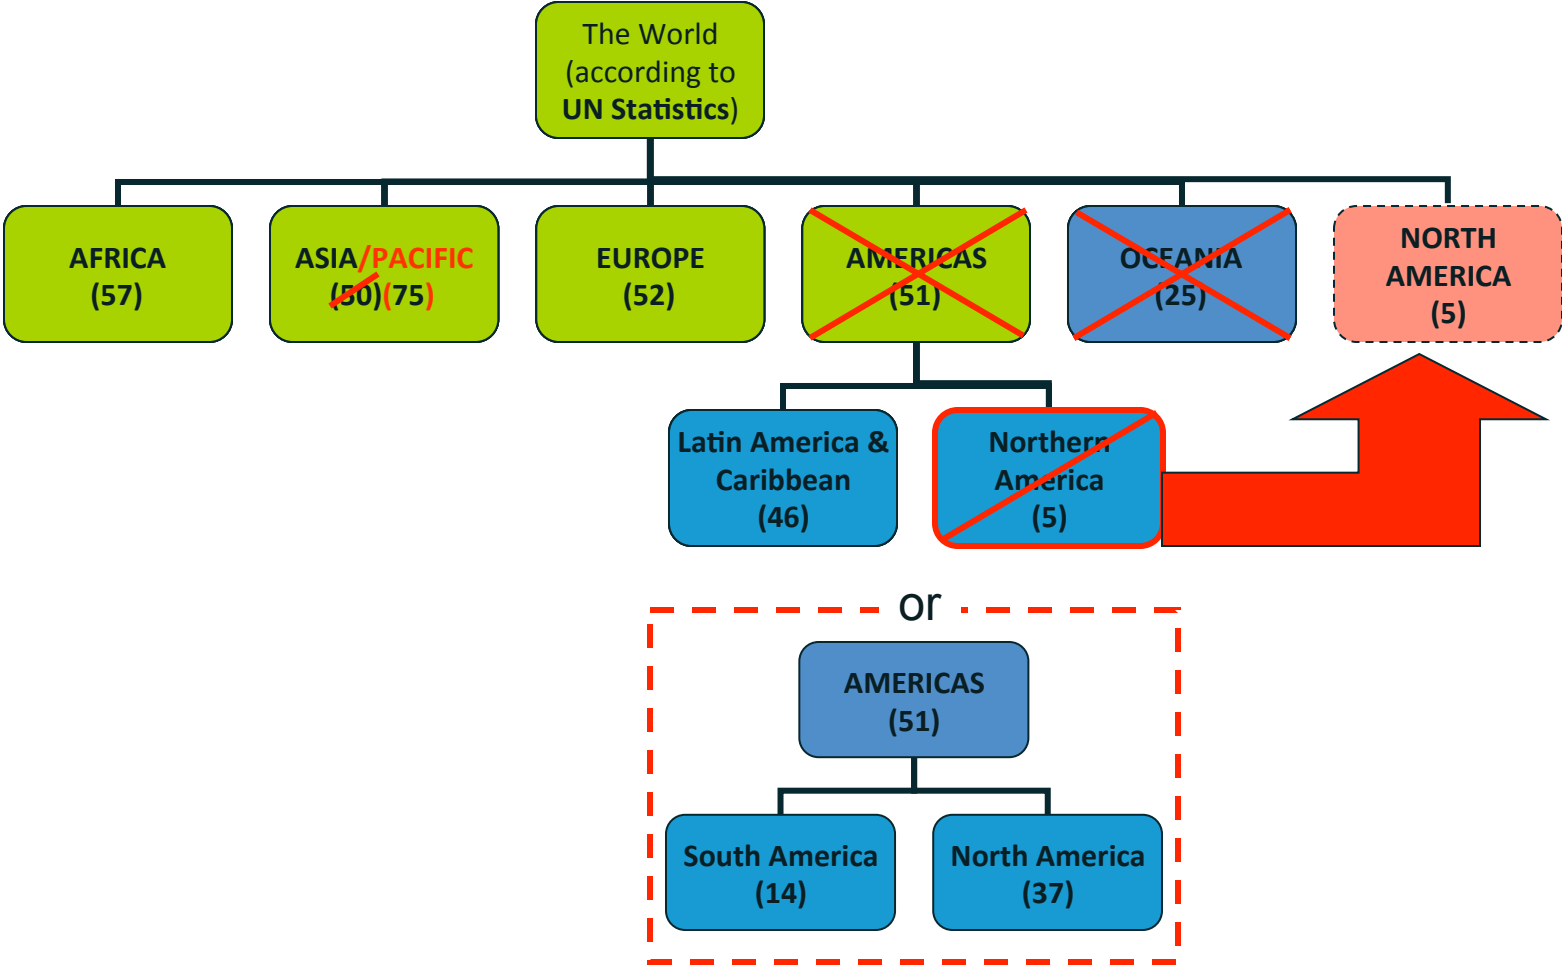 The World
(according to
UN Statistics)
AFRICA
(57)
ASIA/PACIFIC
(50)(75)
EUROPE
(52)
AMERICAS
(51)
OCEANIA
(25)
NORTH
AMERICA
(5)
Latin America &
Caribbean
(46)
Northern
America
(5)
or
AMERICAS
(51)
South America
(14)
North America
(37)